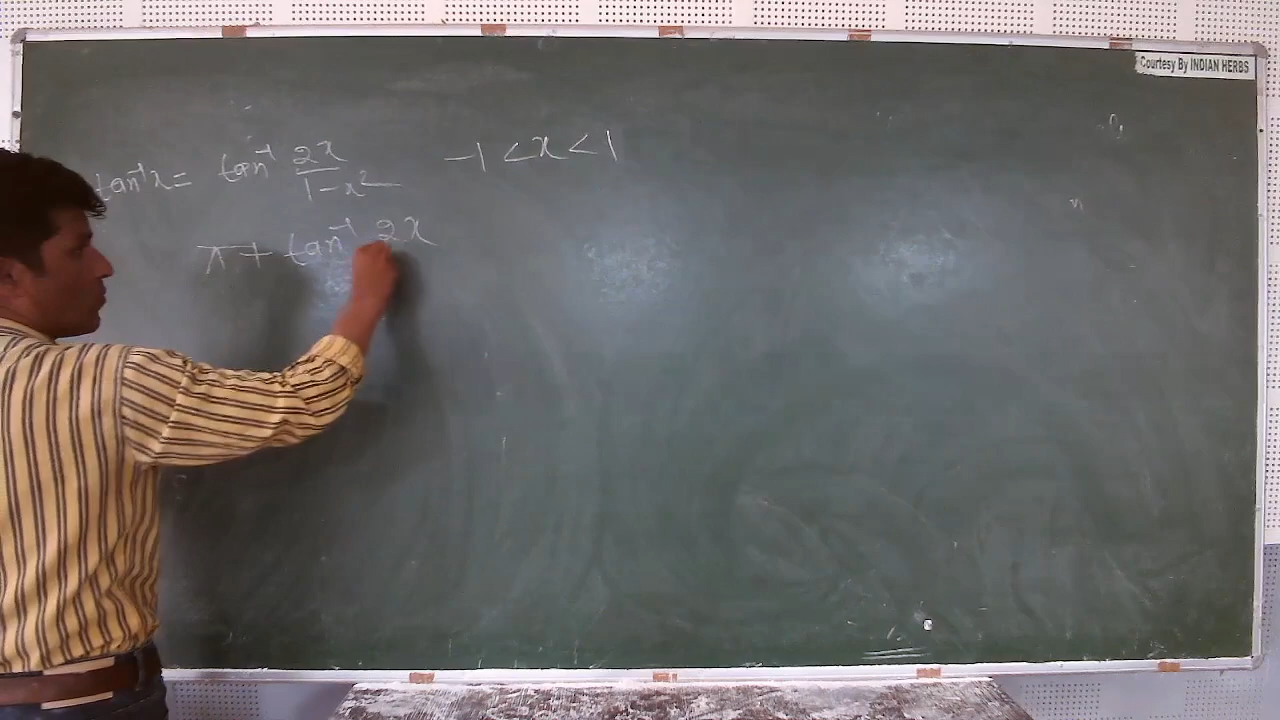 Courtesy By INDIAN HERBS
tan⁻¹x = tan⁻¹ 2x/(1-x²) -1 < x < 1
π + tan⁻¹ 2x